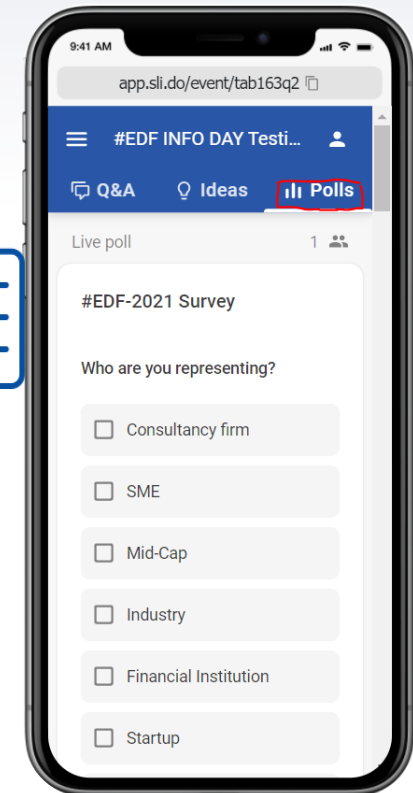 9:41 AM
app.sli.do/event/tab163q2
#EDF INFO DAY Testi...
Q&A Ideas Polls
Live poll 1
#EDF-2021 Survey
Who are you representing?
Consultancy firm
SME
Mid-Cap
Industry
Financial Institution
Startup